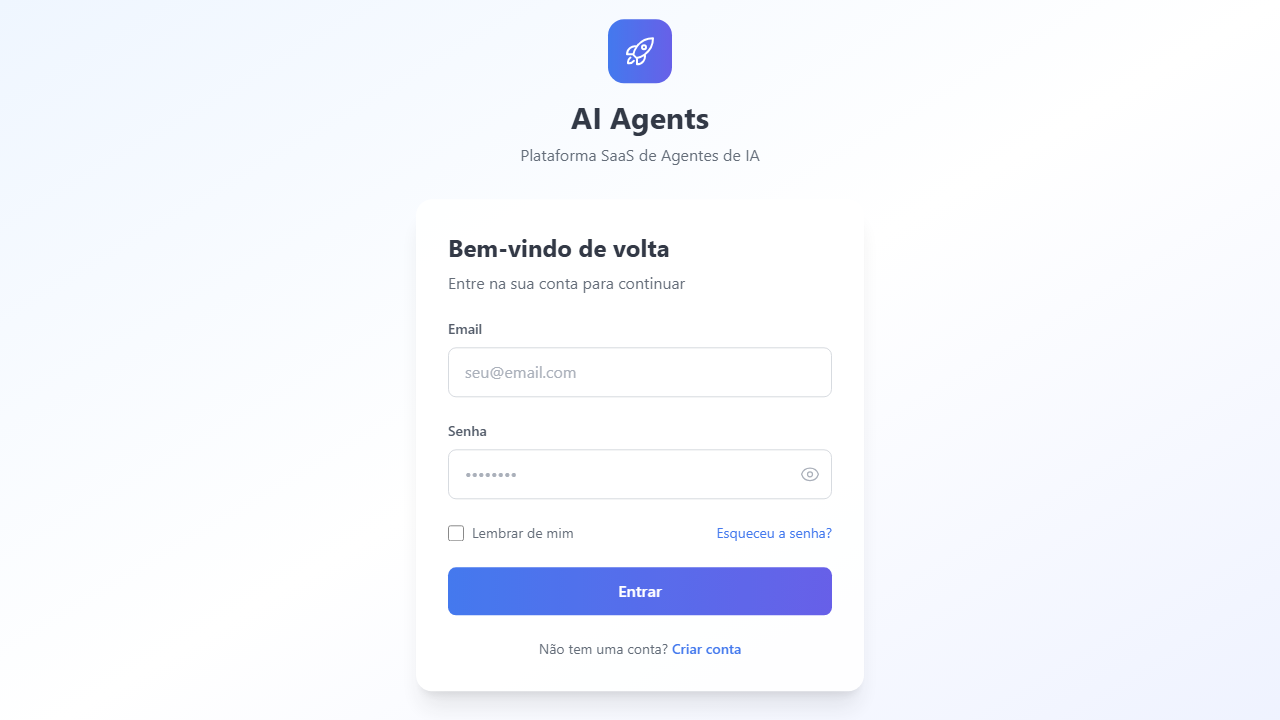 AI Agents
Plataforma SaaS de Agentes de IA
Bem-vindo de volta
Entre na sua conta para continuar
Email
seu@email.com
Senha
••••••••
Lembrar de mim
Esqueceu a senha?
Entrar
Não tem uma conta? Criar conta